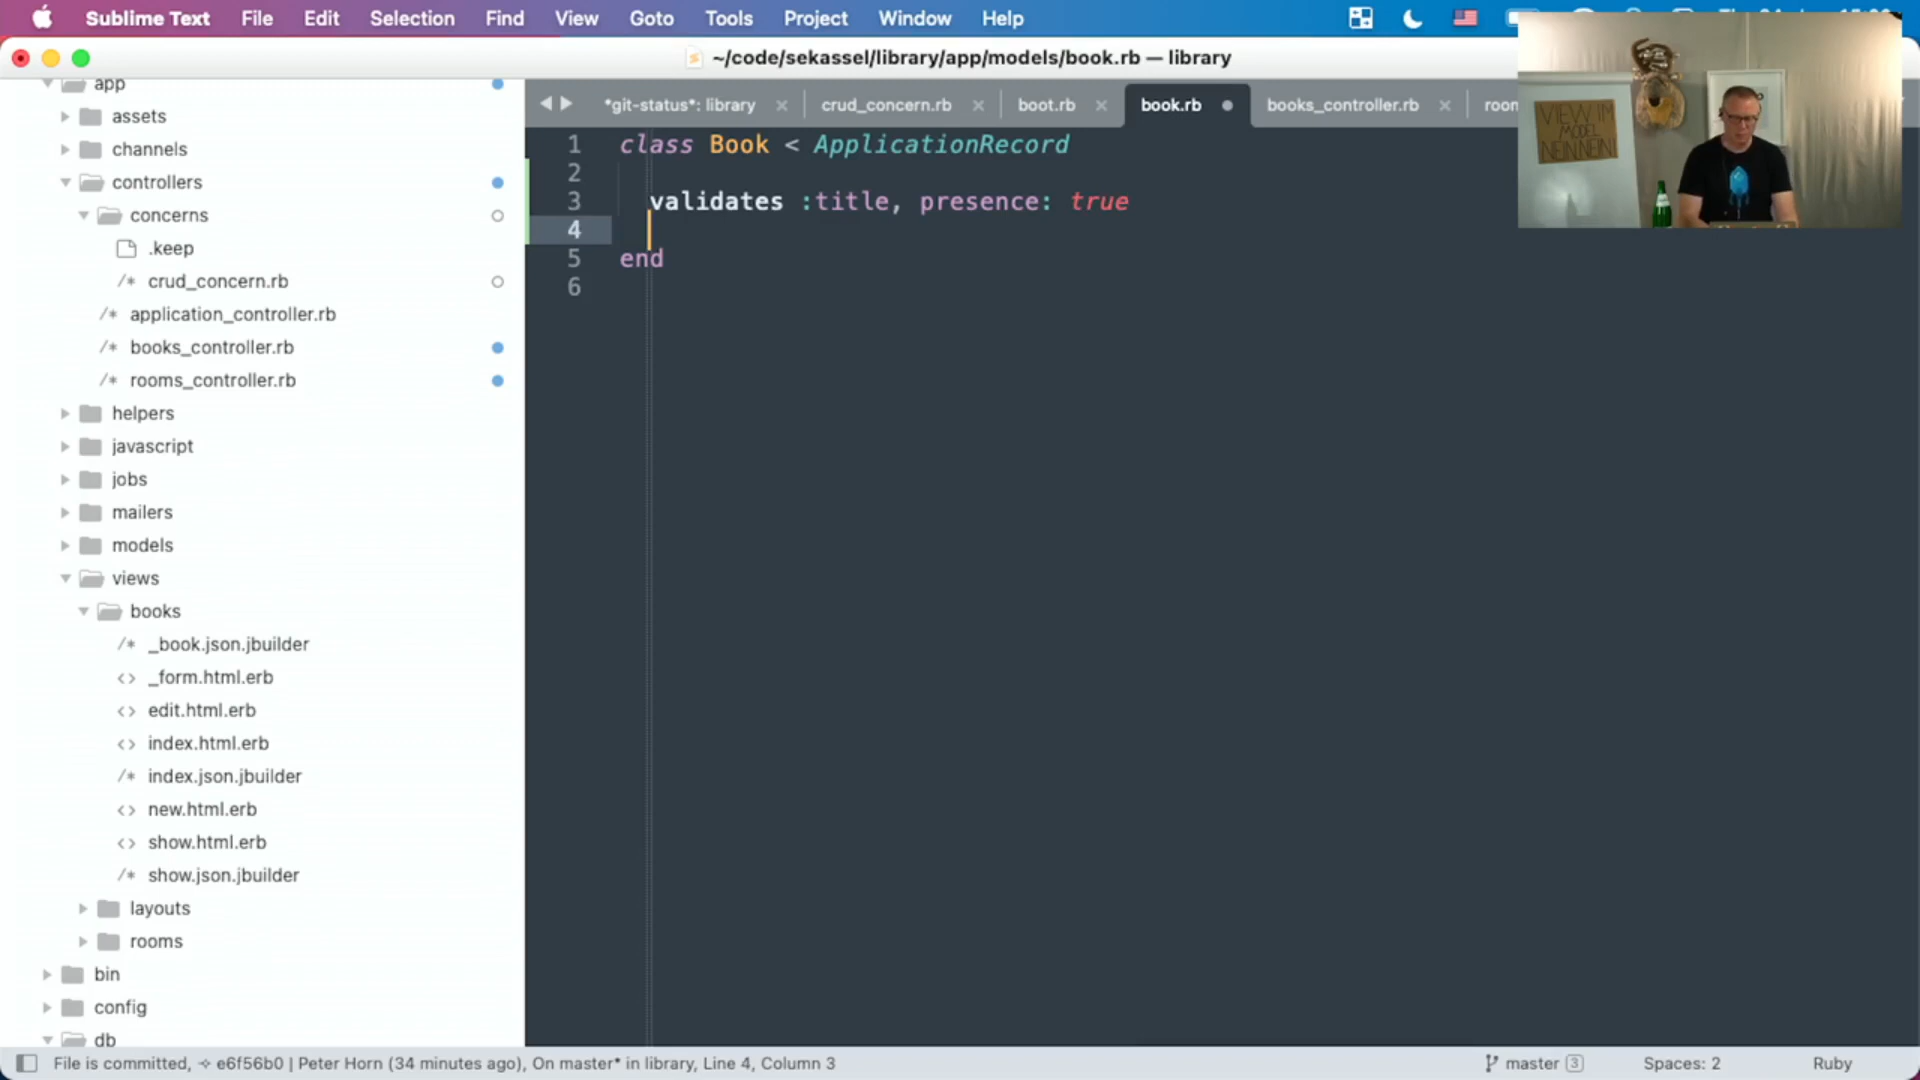 Sublime Text File Edit Selection Find View Goto Tools Project Window Help
~/code/sekassel/library/app/models/book.rb — library
*git-status*: library crud_concern.rb boot.rb book.rb books_controller.rb
app
assets
channels
controllers
concerns
.keep
/* crud_concern.rb
/* application_controller.rb
/* books_controller.rb
/* rooms_controller.rb
helpers
javascript
jobs
mailers
models
views
books
/* _book.json.jbuilder
<> _form.html.erb
<> edit.html.erb
<> index.html.erb
/* index.json.jbuilder
<> new.html.erb
<> show.html.erb
/* show.json.jbuilder
layouts
rooms
bin
config
db
1 class Book < ApplicationRecord
2
3 validates :title, presence: true
4
5 end
6
VIEW IM
MODEL
NEIN NEIN!
File is committed, e6f56b0 | Peter Horn (34 minutes ago), On master* in library, Line 4, Column 3
master 3 Spaces: 2 Ruby